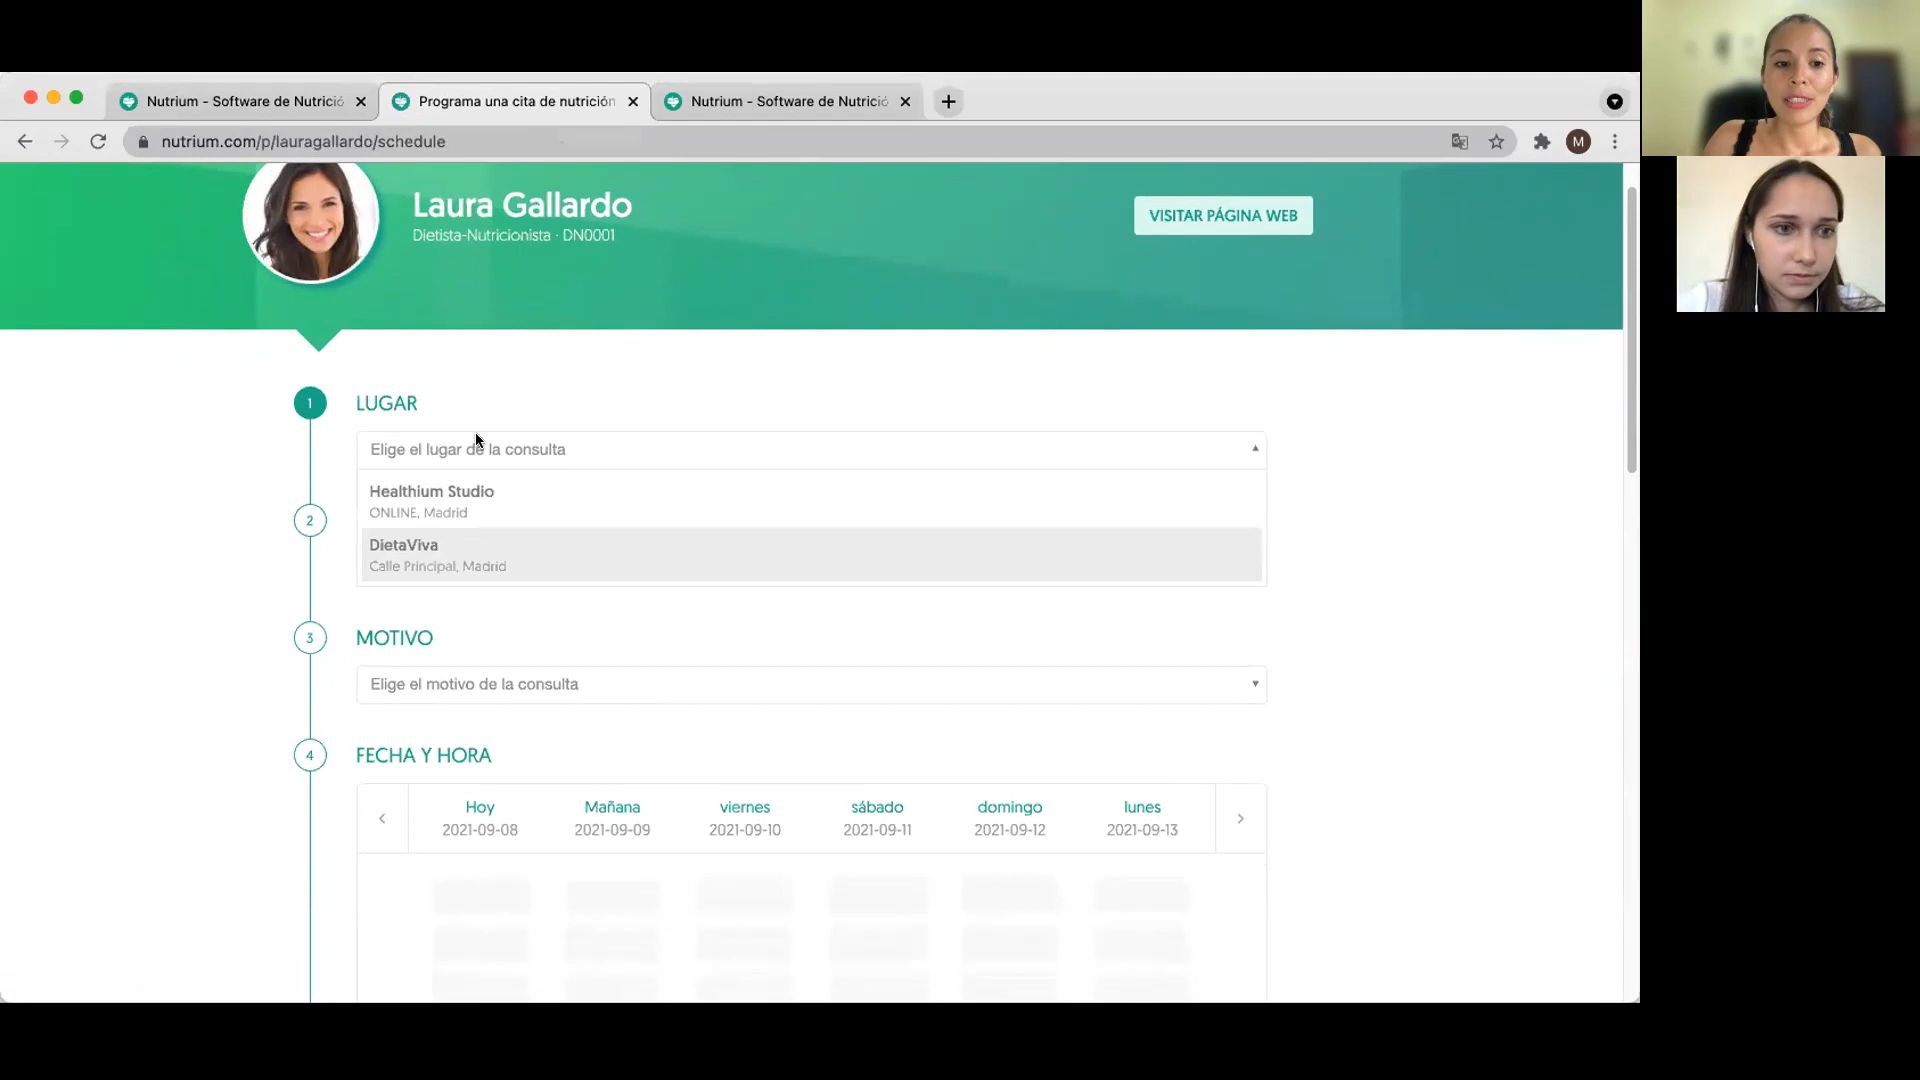 Nutrium - Software de Nutrició
Programa una cita de nutrición
Nutrium - Software de Nutrició
nutrium.com/p/lauragallardo/schedule
M
Laura Gallardo
Dietista-Nutricionista · DN0001
VISITAR PÁGINA WEB
1
LUGAR
Elige el lugar de la consulta
Healthium Studio
ONLINE, Madrid
2
DietaViva
Calle Principal, Madrid
3
MOTIVO
Elige el motivo de la consulta
4
FECHA Y HORA
Hoy Mañana viernes sábado domingo lunes
2021-09-08 2021-09-09 2021-09-10 2021-09-11 2021-09-12 2021-09-13